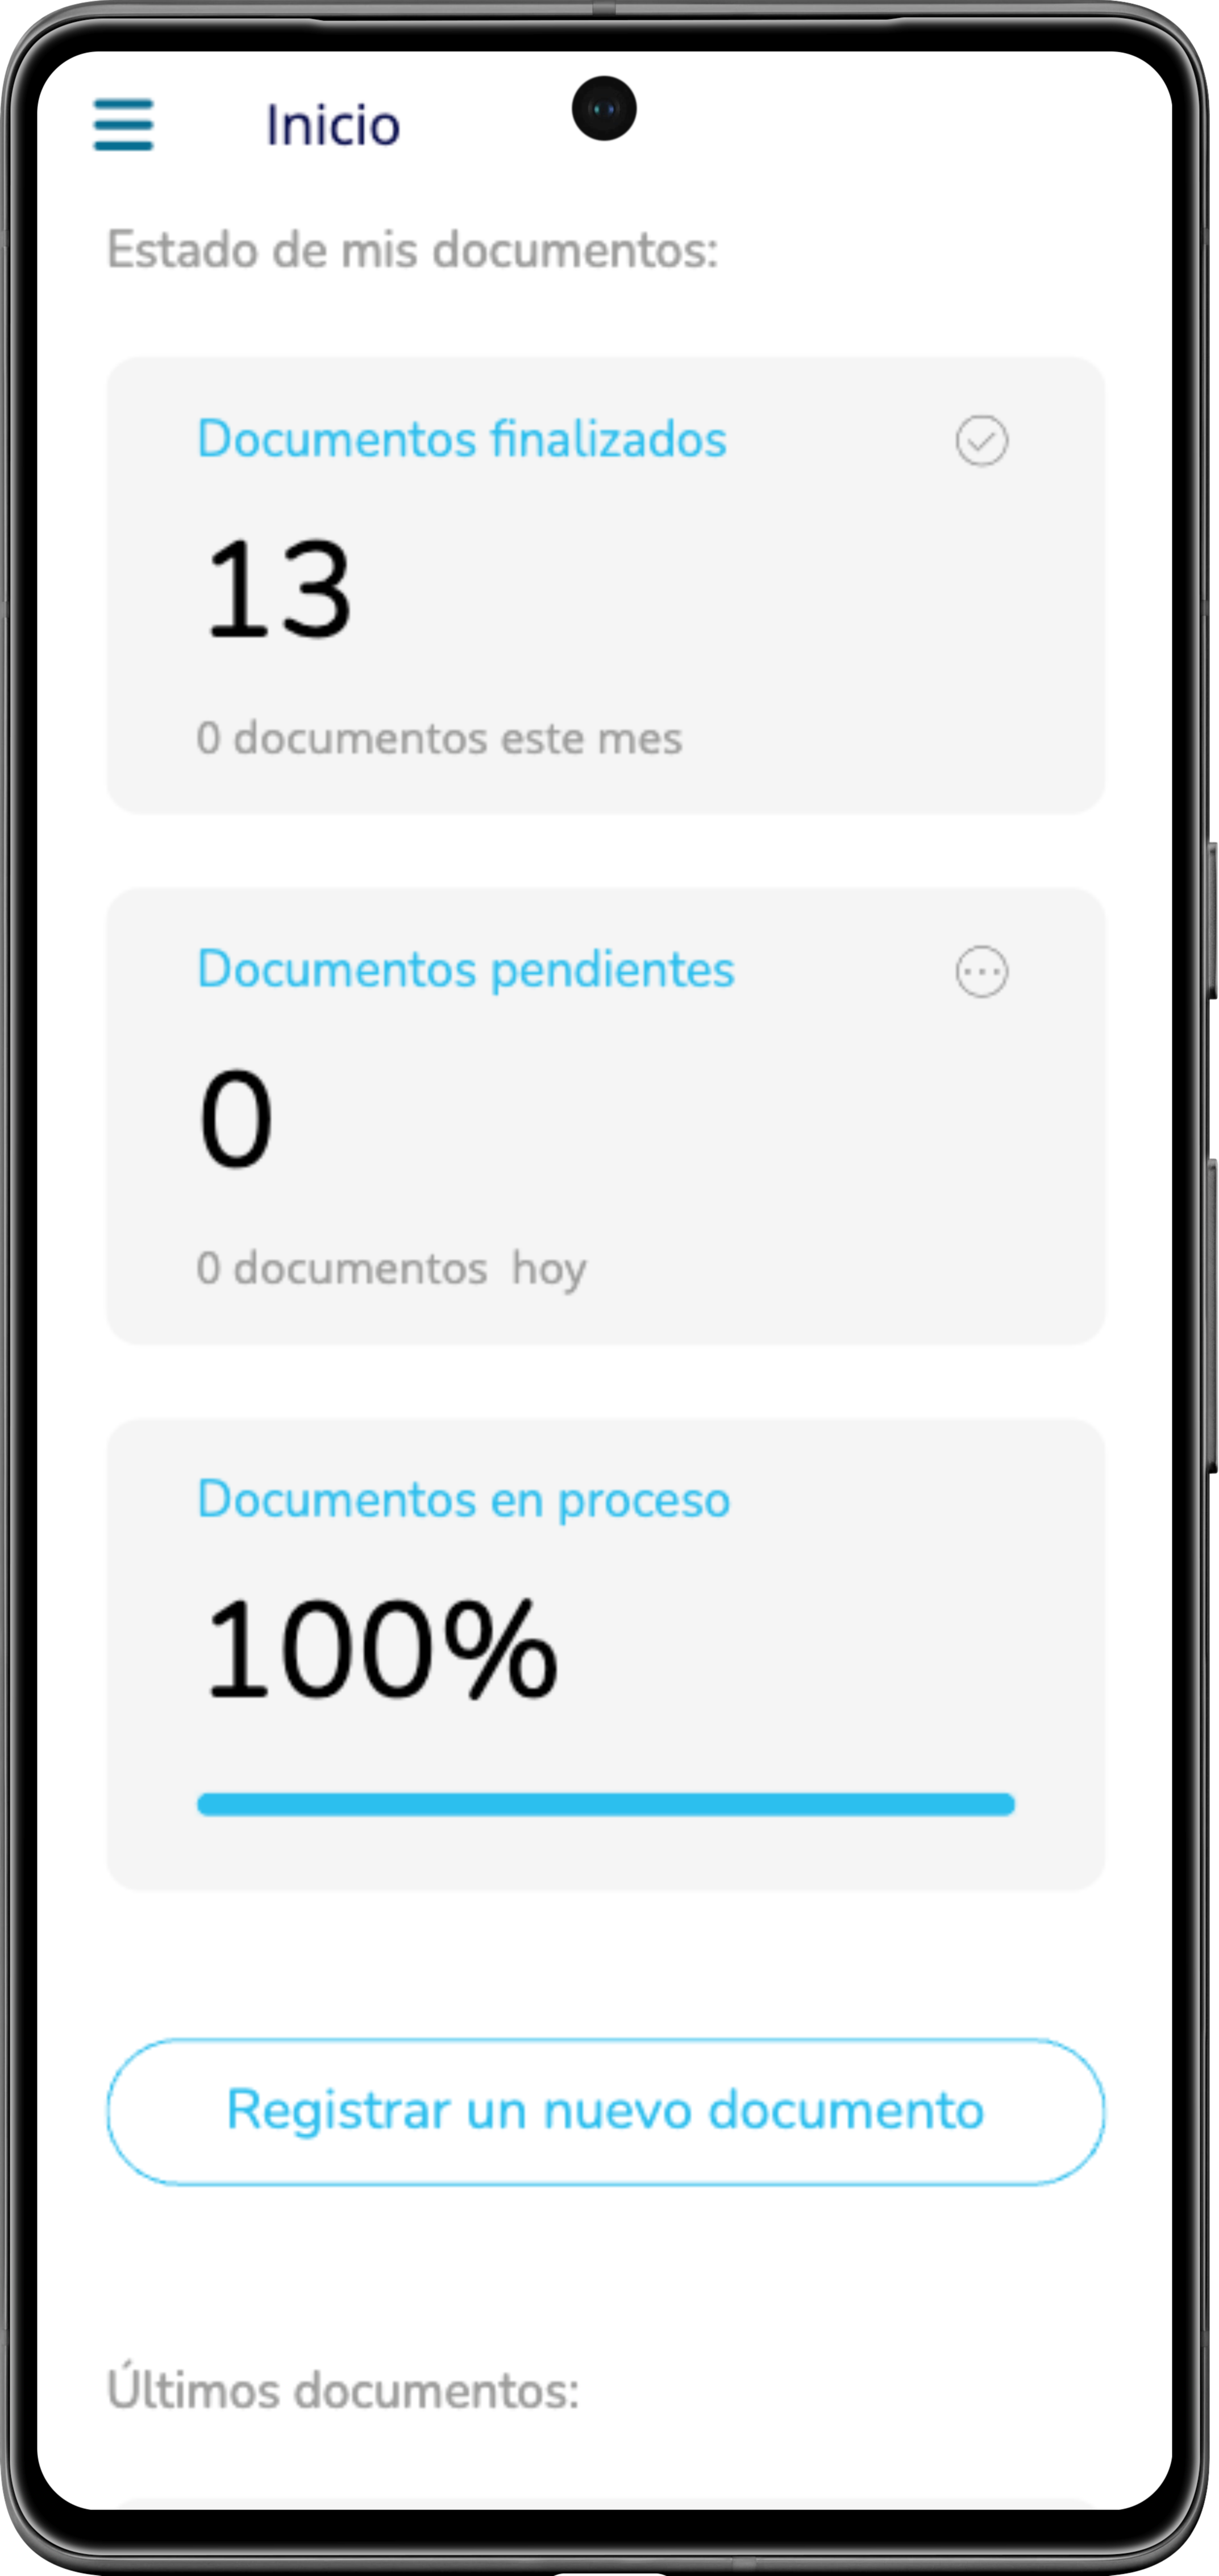 Inicio
Estado de mis documentos:
Documentos finalizados
13
0 documentos este mes
Documentos pendientes
0
0 documentos  hoy
Documentos en proceso
100%
Registrar un nuevo documento
Últimos documentos: